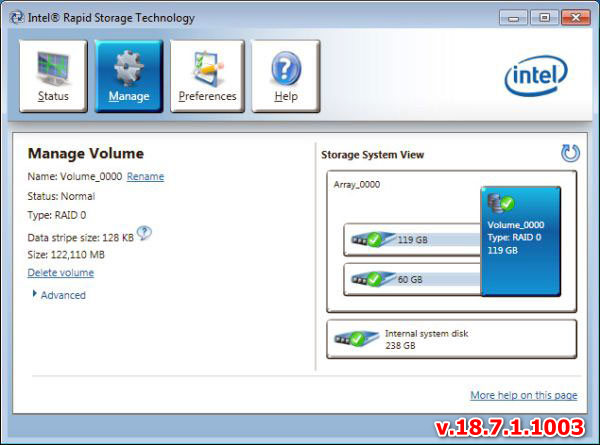 Intel® Rapid Storage Technology
Status
Manage
Preferences
Help
intel
Manage Volume
Name: Volume_0000 Rename
Status: Normal
Type: RAID 0
Data stripe size: 128 KB
Size: 122,110 MB
Delete volume
Advanced
Storage System View
Array_0000
119 GB
60 GB
Volume_0000
Type: RAID 0
119 GB
Internal system disk
238 GB
More help on this page
v.18.7.1.1003